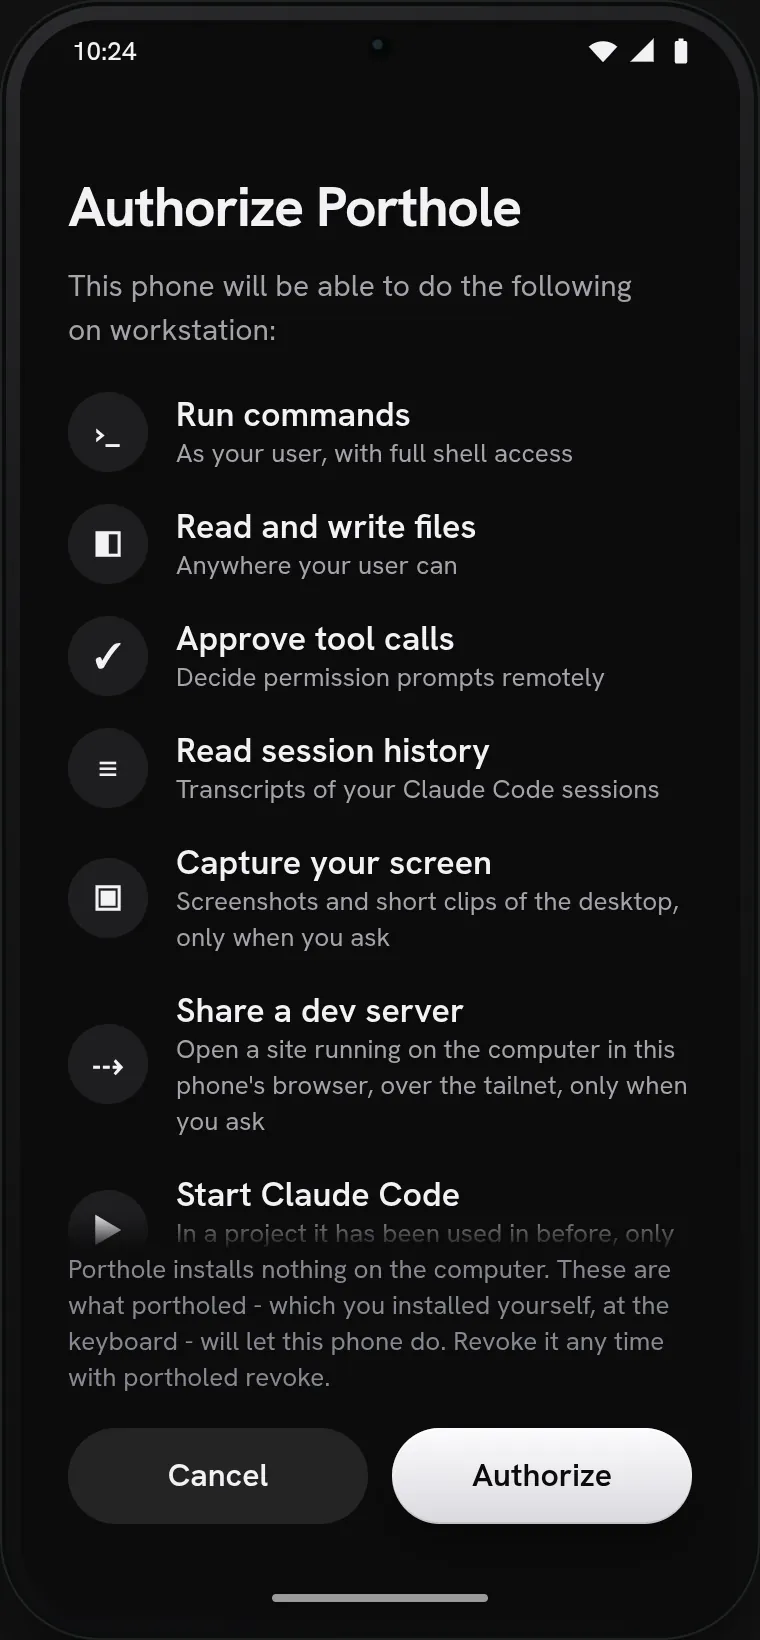 10:24
Authorize Porthole
This phone will be able to do the following
on workstation:
Run commands
As your user, with full shell access
Read and write files
Anywhere your user can
Approve tool calls
Decide permission prompts remotely
Read session history
Transcripts of your Claude Code sessions
Capture your screen
Screenshots and short clips of the desktop,
only when you ask
Share a dev server
Open a site running on the computer in this
phone's browser, over the tailnet, only when
you ask
Start Claude Code
In a project it has been used in before, only
Porthole installs nothing on the computer. These are
what portholed - which you installed yourself, at the
keyboard - will let this phone do. Revoke it any time
with portholed revoke.
Cancel
Authorize